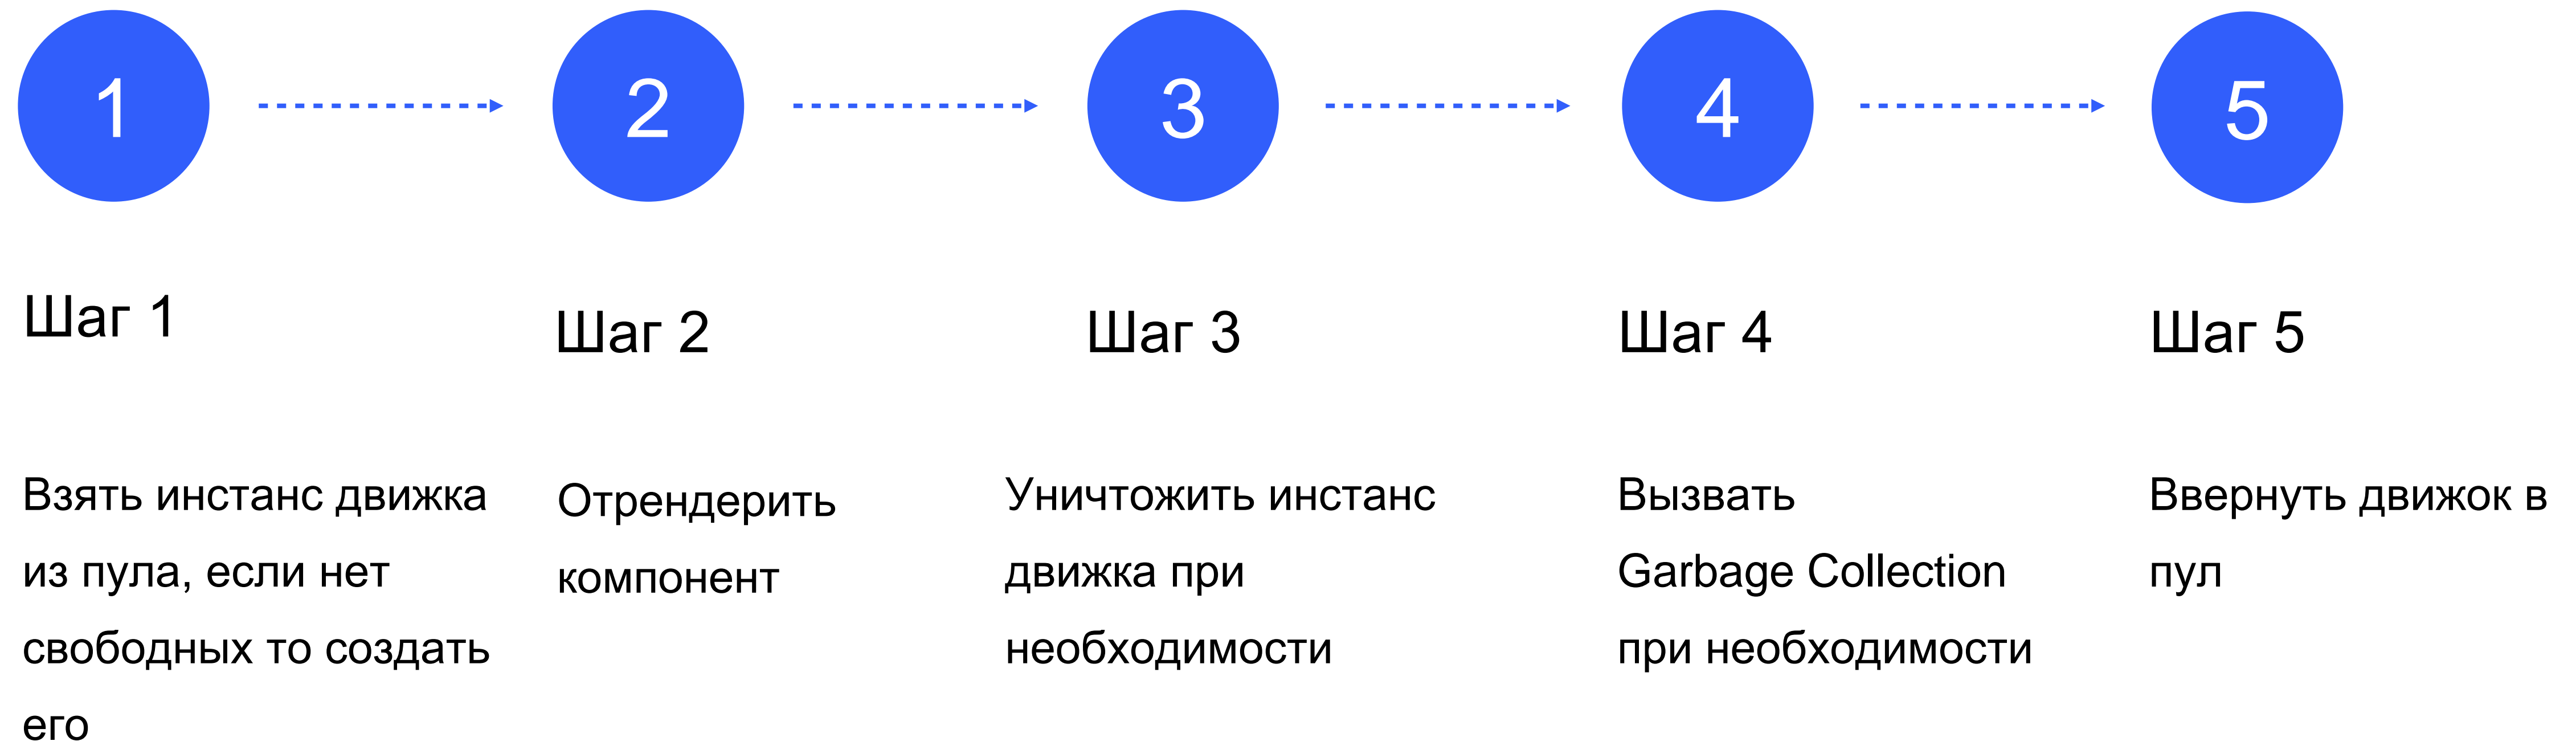 1
2
3
4
5
Шаг 1
Шаг 2
Шаг 3
Шаг 4
Шаг 5
Взять инстанс движка
из пула, если нет
свободных то создать
его
Отрендерить
компонент
Уничтожить инстанс
движка при
необходимости
Вызвать
Garbage Collection
при необходимости
Ввернуть движок в
пул